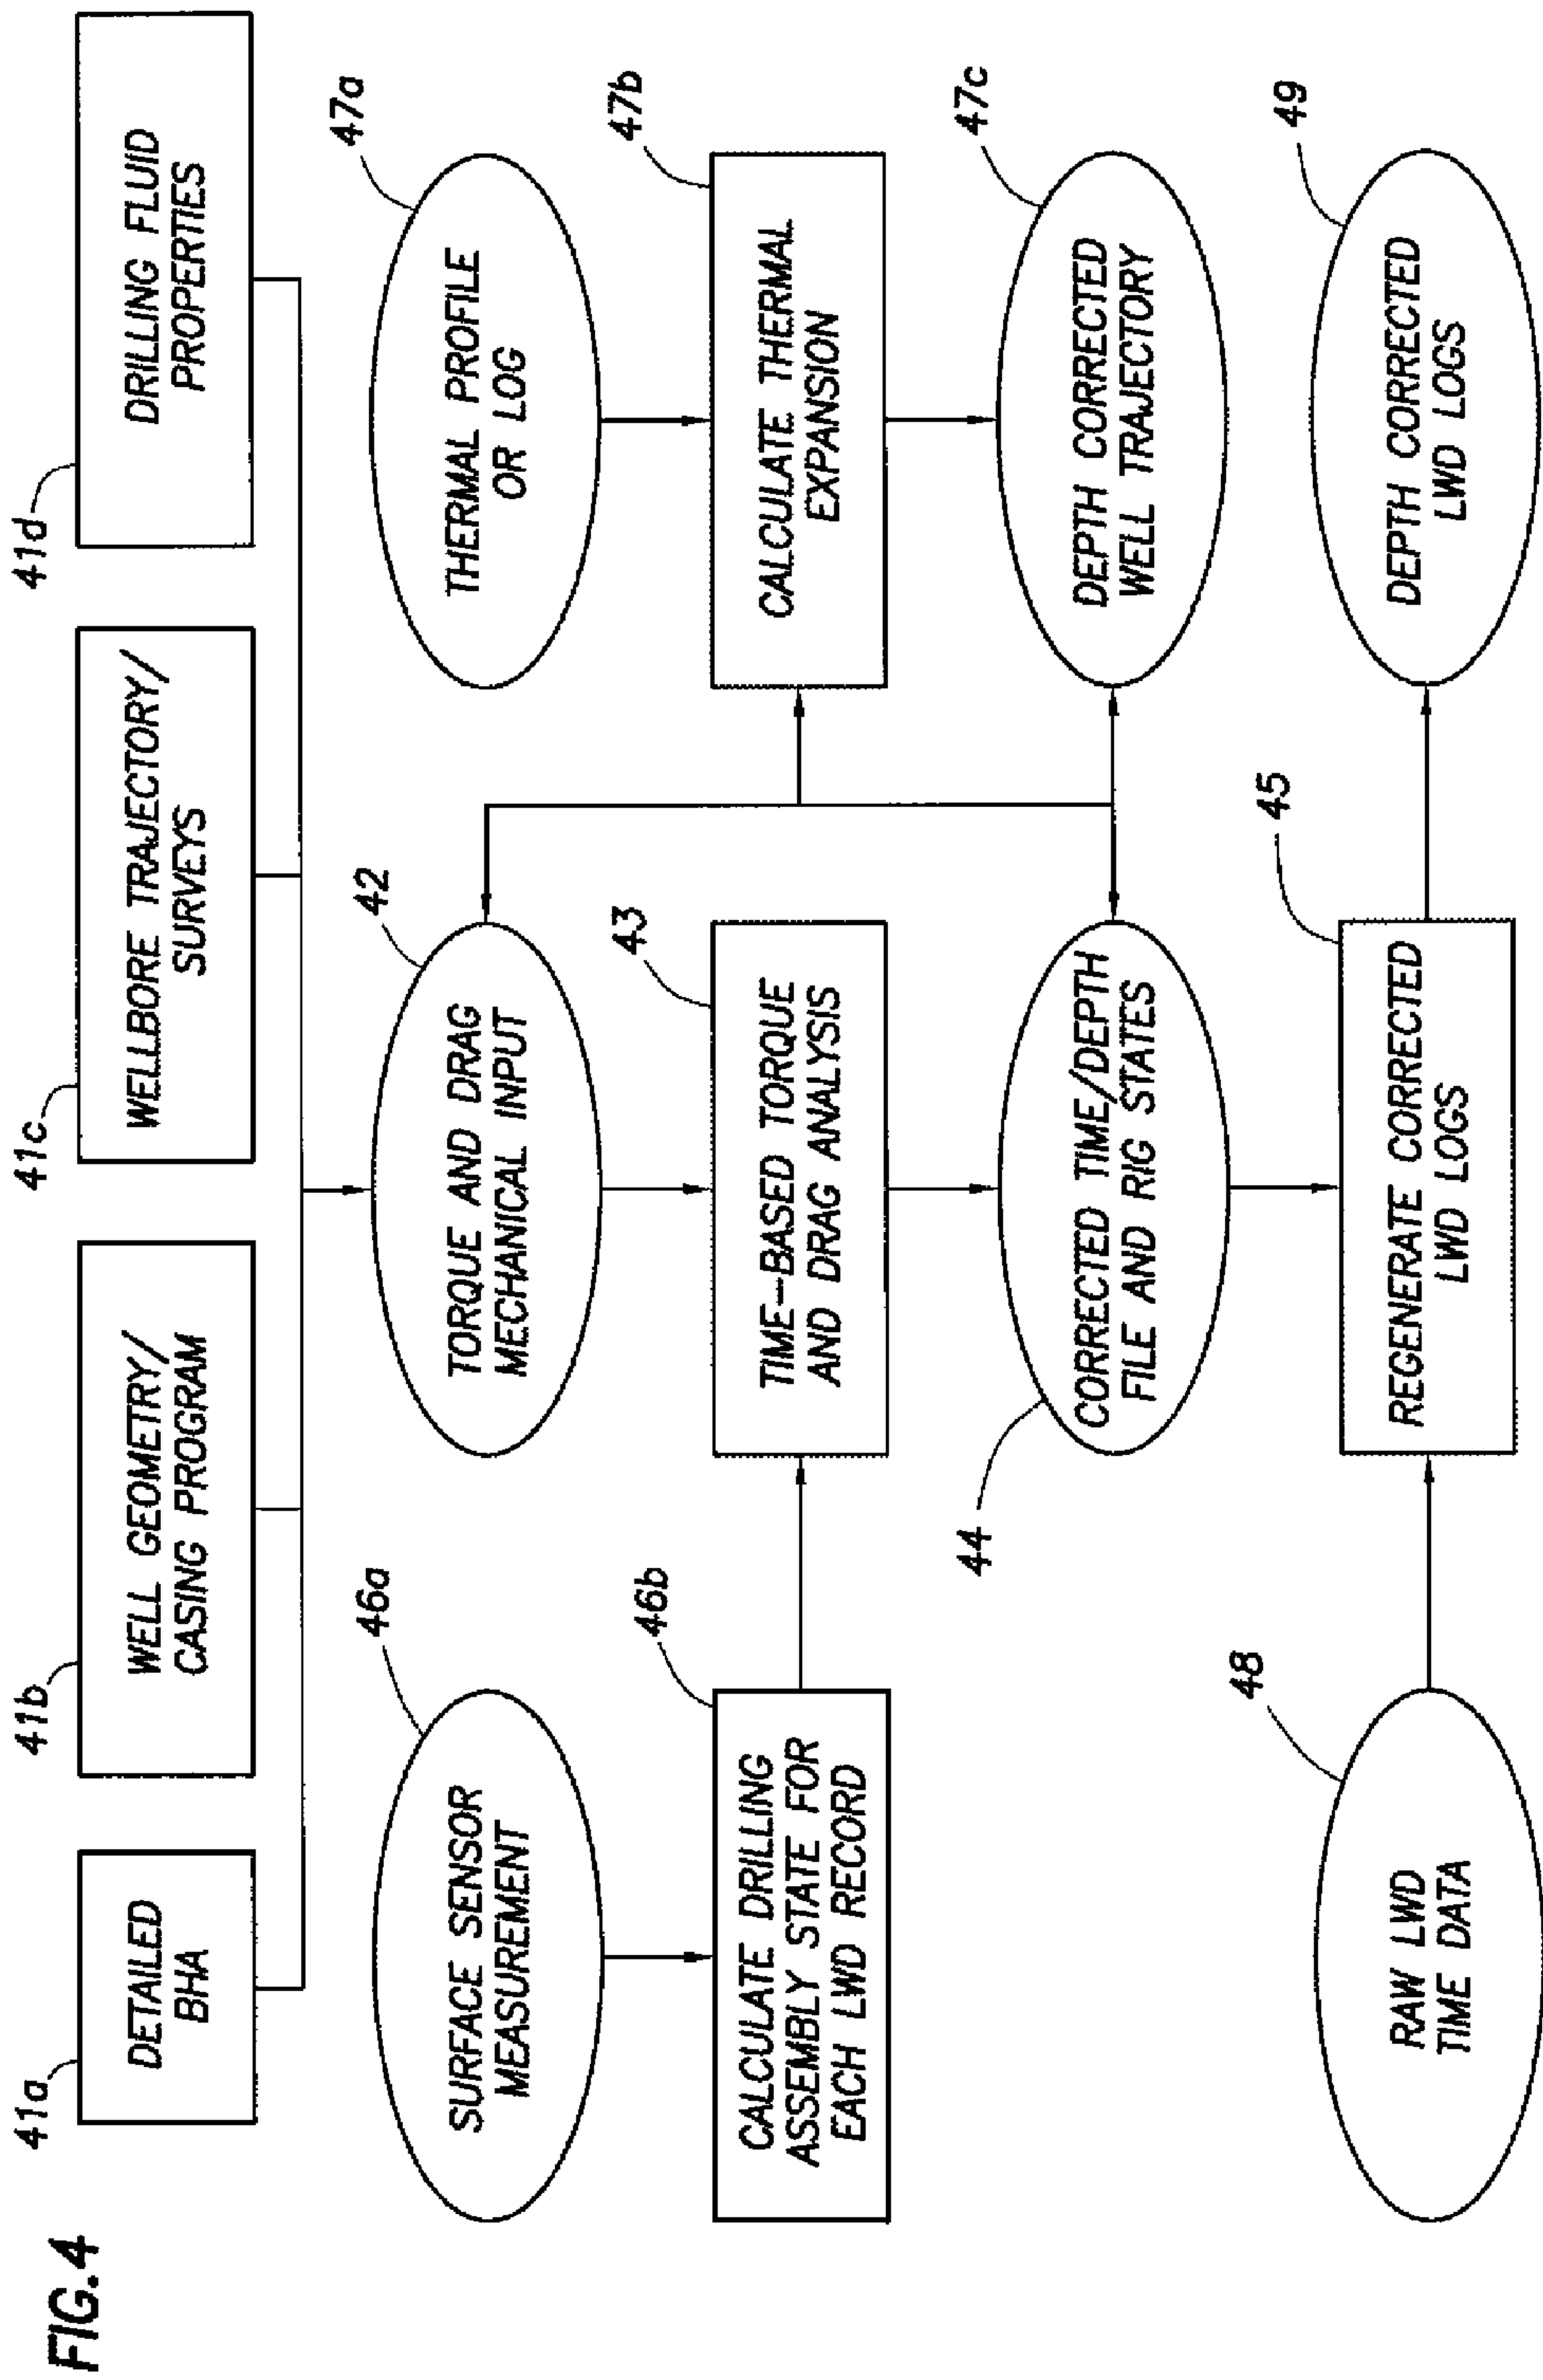 FIG.4
41a
DETAILED
BHA
41b
WELL GEOMETRY/
CASING PROGRAM
41c
WELLBORE TRAJECTORY/
SURVEYS
41d
DRILLING FLUID
PROPERTIES
46a
SURFACE SENSOR
MEASUREMENT
42
TORQUE AND DRAG
MECHANICAL INPUT
47a
THERMAL PROFILE
OR LOG
46b
CALCULATE DRILLING
ASSEMBLY STATE FOR
EACH LWD RECORD
43
TIME-BASED TORQUE
AND DRAG ANALYSIS
47b
CALCULATE THERMAL
EXPANSION
44
CORRECTED TIME/DEPTH
FILE AND RIG STATES
47c
DEPTH CORRECTED
WELL TRAJECTORY
48
RAW LWD
TIME DATA
45
REGENERATE CORRECTED
LWD LOGS
49
DEPTH CORRECTED
LWD LOGS